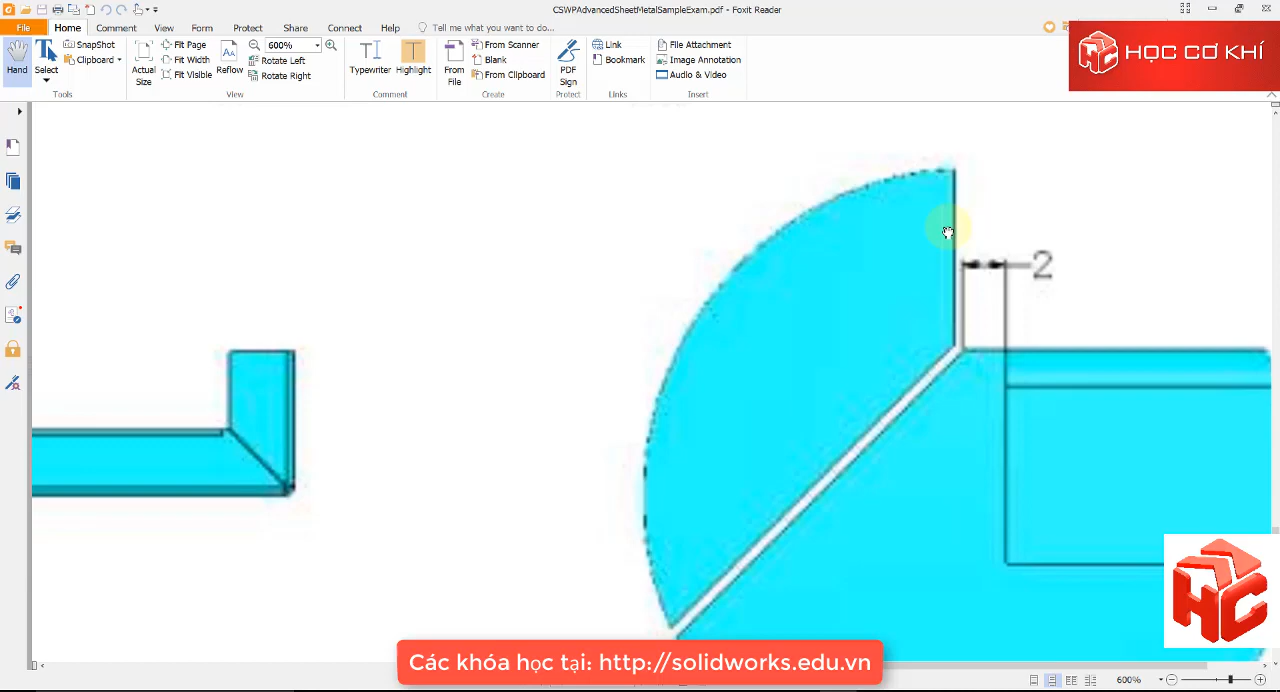 CSWPAdvancedSheetMetalSampleExam.pdf - Foxit Reader
File Home Comment View Form Protect Share Connect Help Tell me what you want to do...
Hand
Select
SnapShot
Clipboard
Tools
Actual Size
Fit Page
Fit Width
Fit Visible
Reflow
600%
Rotate Left
Rotate Right
View
Typewriter
Highlight
Comment
From File
From Scanner
Blank
From Clipboard
Create
PDF Sign
Protect
Link
Bookmark
Links
File Attachment
Image Annotation
Audio & Video
Insert
HỌC CƠ KHÍ
2
HC
Các khóa học tại: http://solidworks.edu.vn
600%